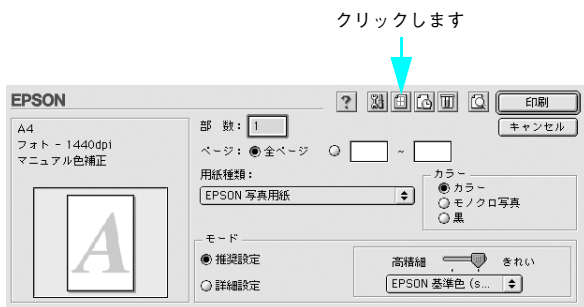 クリックします
EPSON
? 印刷
A4
フォト - 1440dpi
マニュアル色補正
部 数: 1
キャンセル
ページ: 全ページ ~
用紙種類:
EPSON 写真用紙
カラー
カラー
モノクロ写真
黒
A
モード
推奨設定
詳細設定
高精細 きれい
EPSON 基準色 (s...